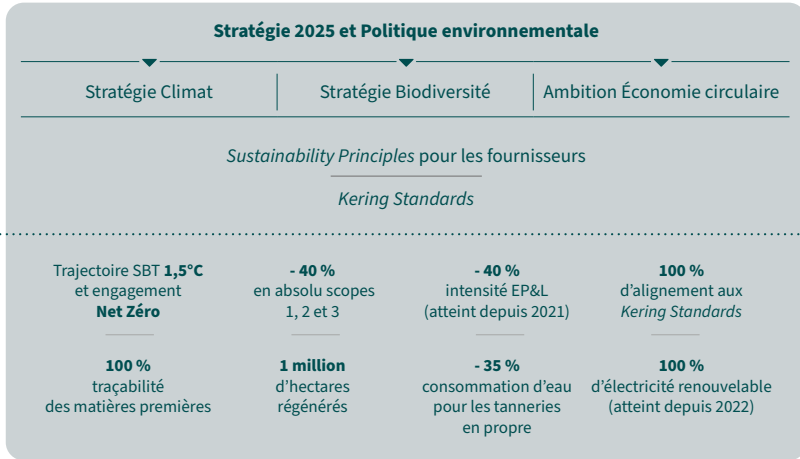 Stratégie 2025 et Politique environnementale
Stratégie Climat
Stratégie Biodiversité
Ambition Économie circulaire
Sustainability Principles pour les fournisseurs
Kering Standards
Trajectoire SBT 1,5°C
et engagement
Net Zéro
- 40 %
en absolu scopes
1, 2 et 3
- 40 %
intensité EP&L
(atteint depuis 2021)
100 %
d'alignement aux
Kering Standards
100 %
traçabilité
des matières premières
1 million
d'hectares
régénérés
- 35 %
consommation d'eau
pour les tanneries
en propre
100 %
d'électricité renouvelable
(atteint depuis 2022)